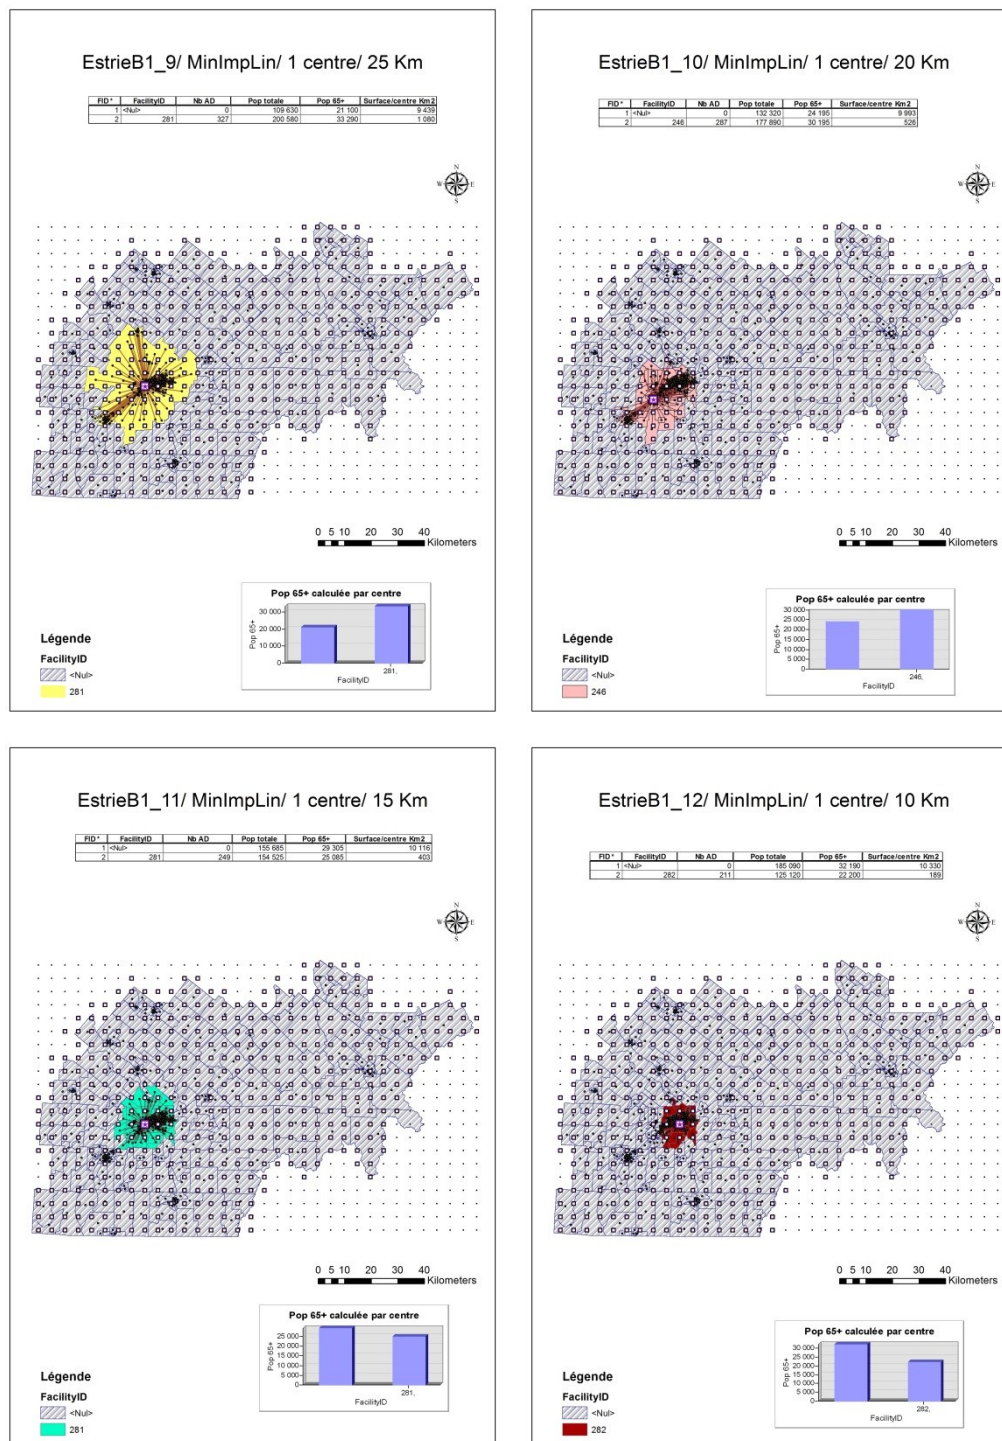 EstrieB1_9/ MinImpLin/ 1 centre/ 25 Km
FID * FacilityID Nb AD Pop totale Pop 65+ Surface/centre Km2
1 <Nul> 0 109 630 21 100 9 439
2 281 327 200 580 33 290 1 080
N
W E
S
0 5 10 20 30 40
Kilometers
Pop 65+ calculée par centre
Pop 65+
30 000
20 000
10 000
0
281,
FacilityID
Légende
FacilityID
<Nul>
281
EstrieB1_10/ MinImpLin/ 1 centre/ 20 Km
FID * FacilityID Nb AD Pop totale Pop 65+ Surface/centre Km2
1 <Nul> 0 132 320 24 195 9 993
2 246 287 177 890 30 195 526
N
W E
S
0 5 10 20 30 40
Kilometers
Pop 65+ calculée par centre
Pop 65+
30 000
25 000
20 000
15 000
10 000
5 000
0
246,
FacilityID
Légende
FacilityID
<Nul>
246
EstrieB1_11/ MinImpLin/ 1 centre/ 15 Km
FID * FacilityID Nb AD Pop totale Pop 65+ Surface/centre Km2
1 <Nul> 0 155 685 29 305 10 116
2 281 249 154 525 25 085 403
N
W E
S
0 5 10 20 30 40
Kilometers
Pop 65+ calculée par centre
Pop 65+
25 000
20 000
15 000
10 000
5 000
0
281,
FacilityID
Légende
FacilityID
<Nul>
281
EstrieB1_12/ MinImpLin/ 1 centre/ 10 Km
FID * FacilityID Nb AD Pop totale Pop 65+ Surface/centre Km2
1 <Nul> 0 185 090 32 190 10 330
2 282 211 125 120 22 200 189
N
W E
S
0 5 10 20 30 40
Kilometers
Pop 65+ calculée par centre
Pop 65+
30 000
25 000
20 000
15 000
10 000
5 000
0
282,
FacilityID
Légende
FacilityID
<Nul>
282